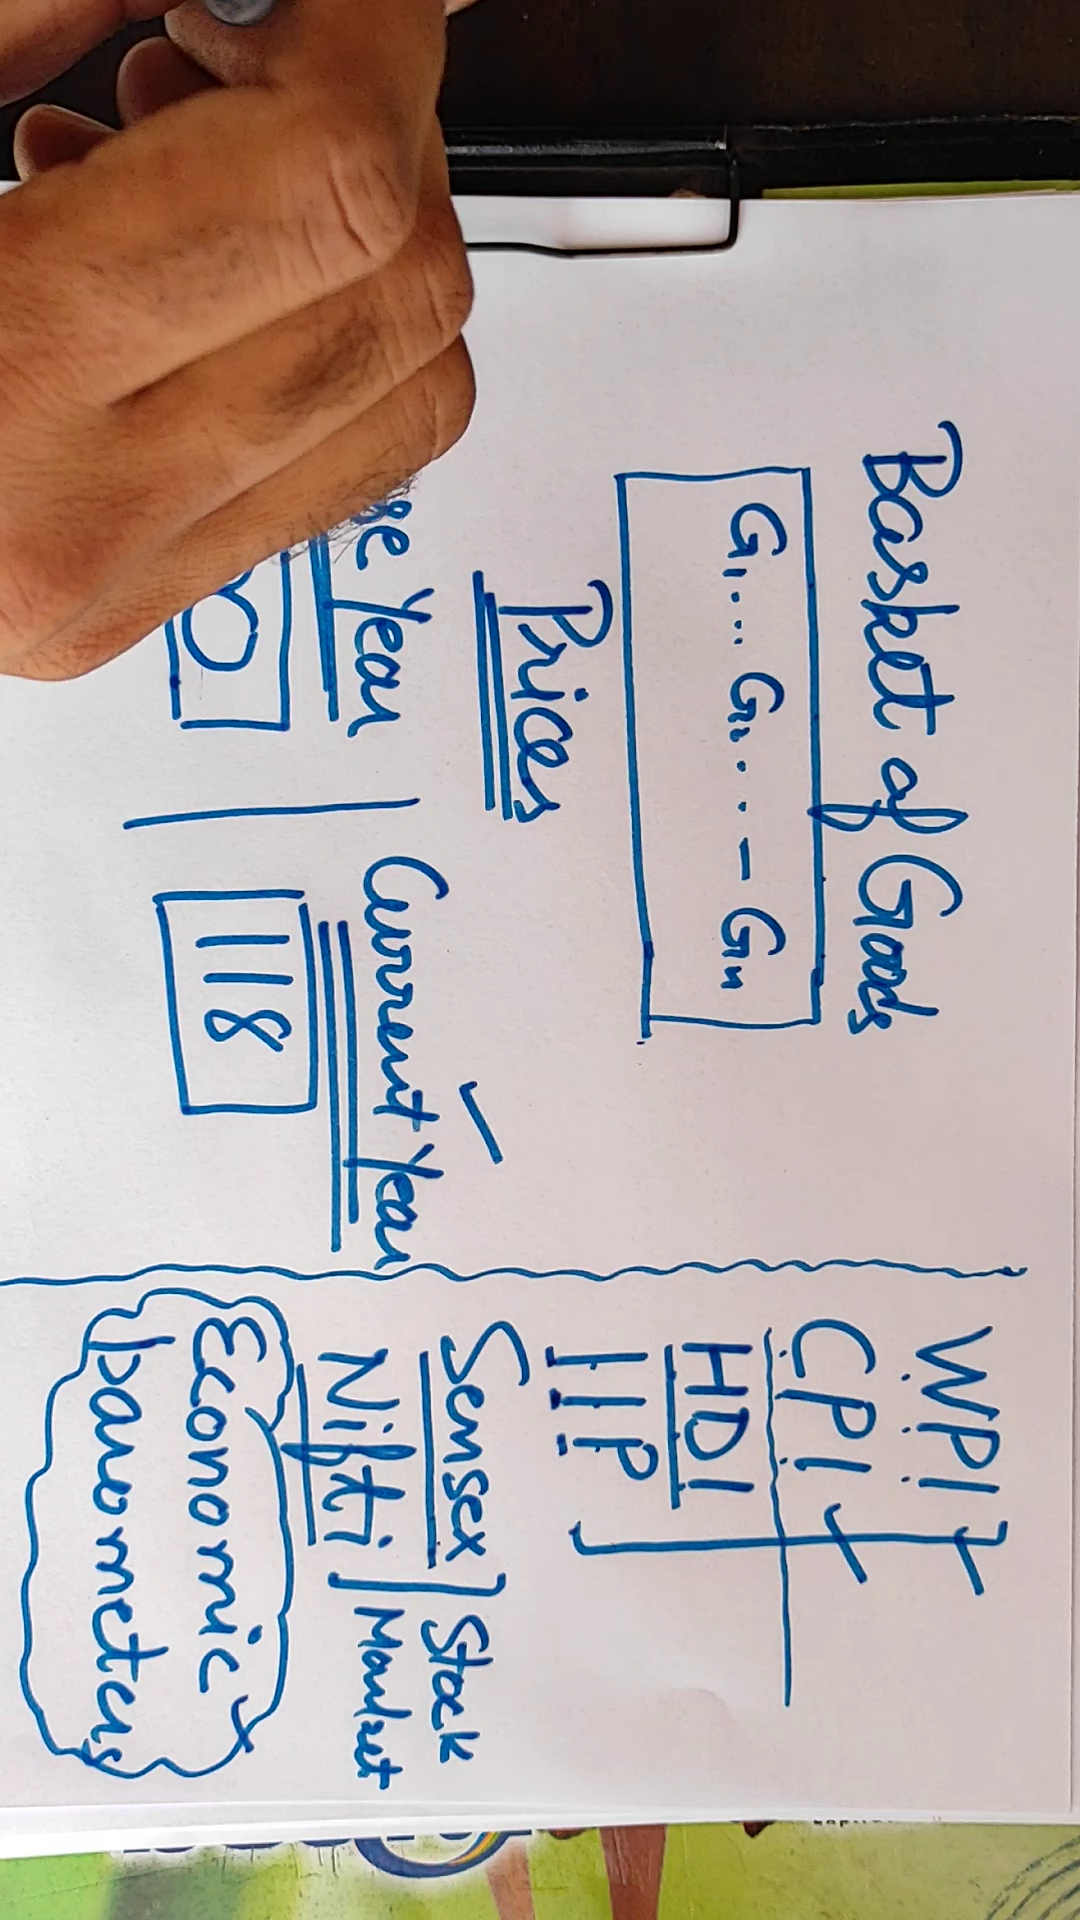 Basket of Goods
G1 ... G2 ... - Gn
Prices
Year | Current Year
118
WPI
CPI
HDI
IIP
Sensex ] Stock
Nifti ] Market
Economic
barometers